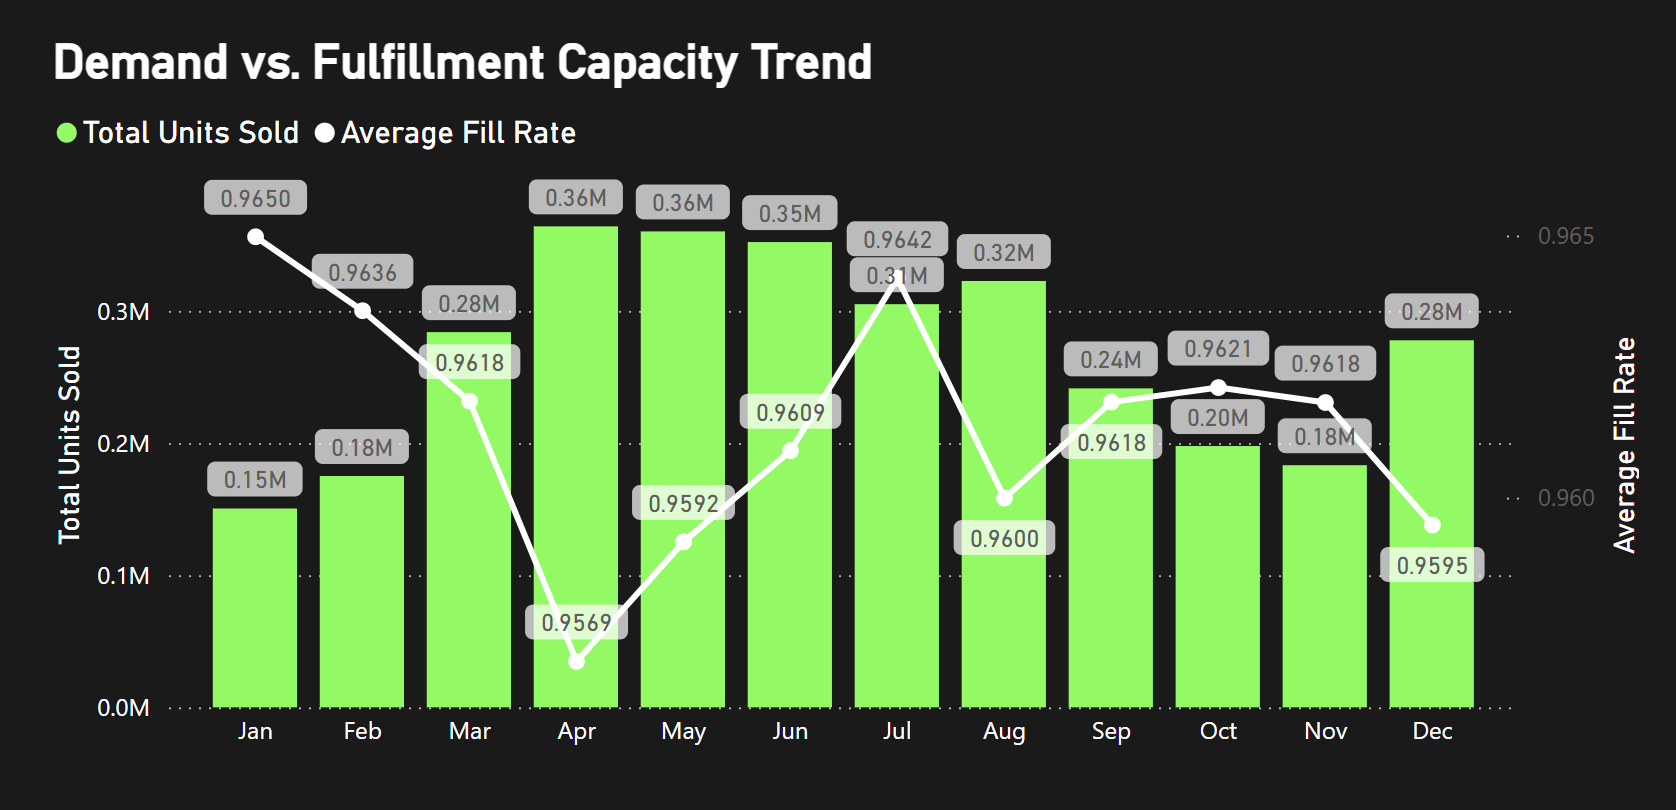 Demand vs. Fulfillment Capacity Trend
Total Units Sold Average Fill Rate
0.9650
0.9636
0.28M
0.9618
0.36M
0.36M
0.35M
0.9642
0.31M
0.32M
0.24M
0.9621
0.9618
0.28M
0.15M
0.18M
0.9569
0.9592
0.9609
0.9600
0.9618
0.20M
0.18M
0.9595
0.3M
0.2M
0.1M
0.0M
Total Units Sold
0.965
0.960
Average Fill Rate
Jan Feb Mar Apr May Jun Jul Aug Sep Oct Nov Dec